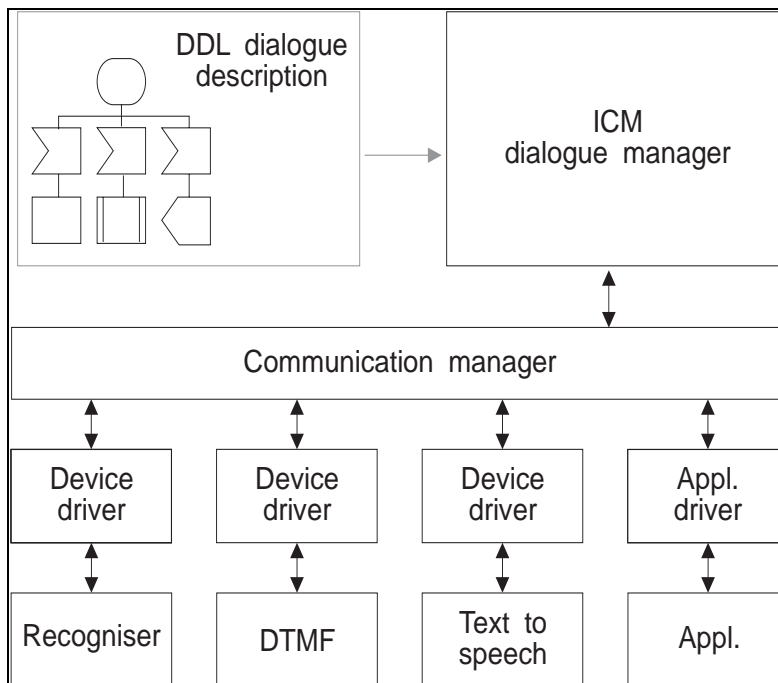 DDL dialogue
description
ICM
dialogue manager
Communication manager
Device
driver
Device
driver
Device
driver
Appl.
driver
Recogniser
DTMF
Text to
speech
Appl.